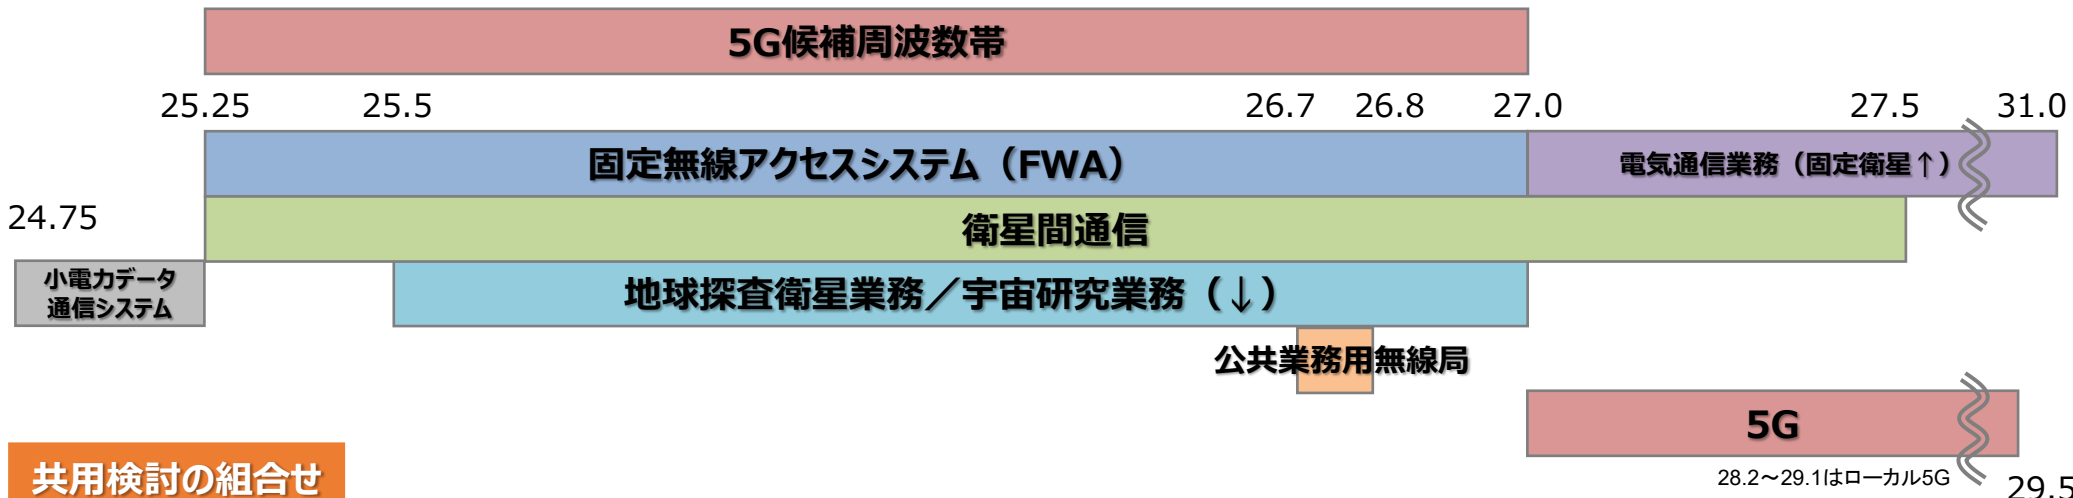 5G候補周波数帯
25.25 25.5 26.7 26.8 27.0 27.5 31.0
固定無線アクセスシステム（FWA） 電気通信業務（固定衛星↑）
24.75
衛星間通信
小電力データ
通信システム
地球探査衛星業務／宇宙研究業務（↓）
公共業務用無線局
5G
28.2～29.1はローカル5G 29.5
共用検討の組合せ